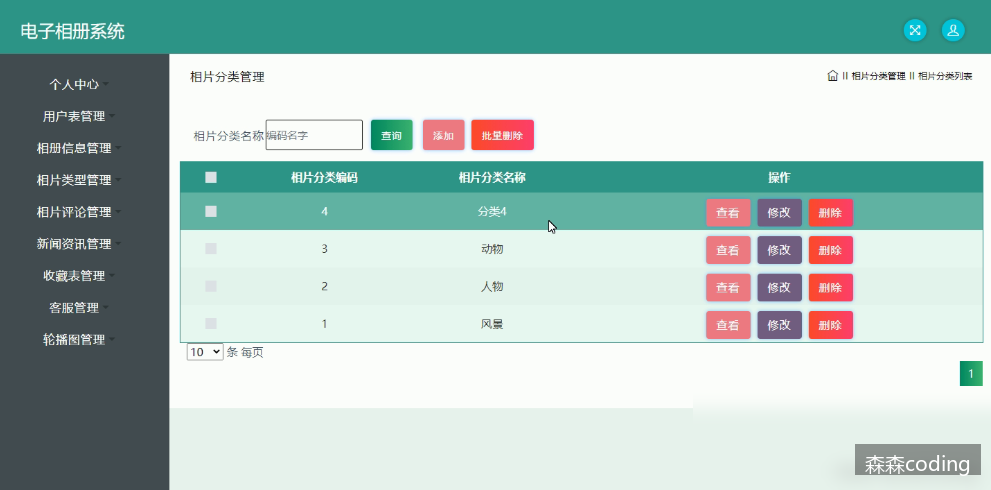 电子相册系统
个人中心
用户表管理
相册信息管理
相片类型管理
相片评论管理
新闻资讯管理
收藏表管理
客服管理
轮播图管理
相片分类管理
相片分类管理 相片分类列表
相片分类名称 编码名字 查询 添加 批量删除
相片分类编码 相片分类名称 操作
4 分类4 查看 修改 删除
3 动物 查看 修改 删除
2 人物 查看 修改 删除
1 风景 查看 修改 删除
10 条 每页
1
森森coding